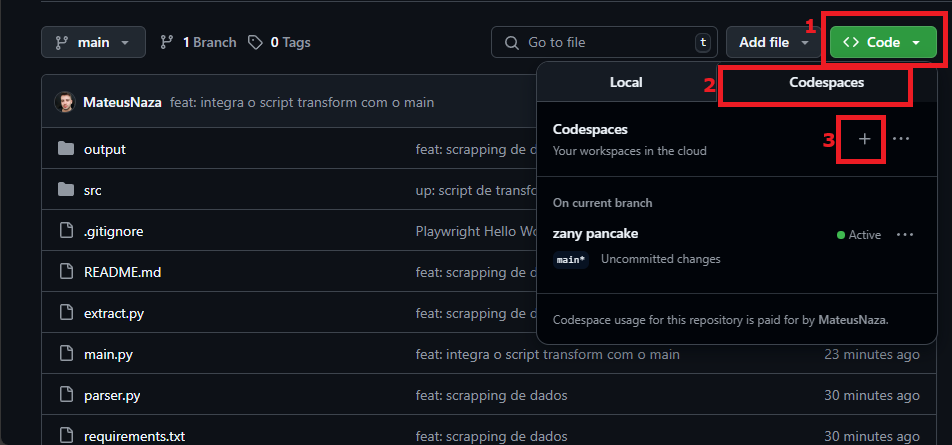 main
1 Branch
0 Tags
Go to file
t
Add file
1
Code
Local
2
Codespaces
MateusNaza feat: integra o script transform com o main
Codespaces
Your workspaces in the cloud
3
output feat: scrapping de d
src up: script de transfo
On current branch
.gitignore Playwright Hello Wo
zany pancake
Active
main*
Uncommitted changes
README.md feat: scrapping de d
extract.py feat: scrapping de d
Codespace usage for this repository is paid for by MateusNaza.
main.py feat: integra o script transform com o main 23 minutes ago
parser.py feat: scrapping de dados 30 minutes ago
requirements.txt feat: scrapping de dados 30 minutes ago